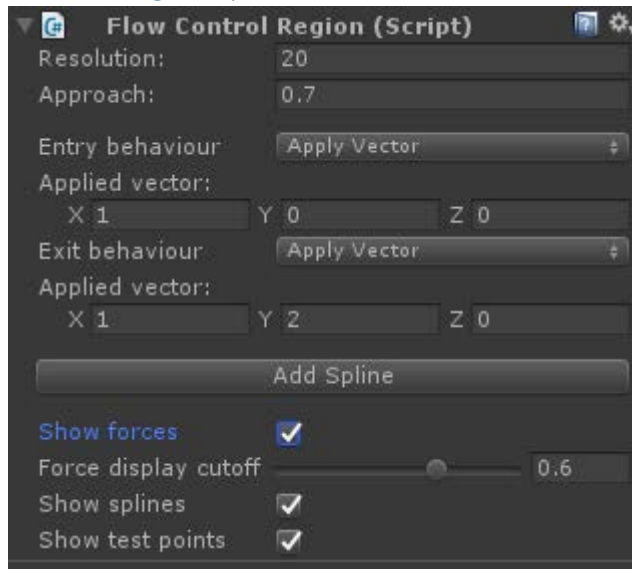 Flow Control Region (Script)
Resolution: 20
Approach: 0.7
Entry behaviour Apply Vector
Applied vector:
X 1 Y 0 Z 0
Exit behaviour Apply Vector
Applied vector:
X 1 Y 2 Z 0
Add Spline
Show forces
Force display cutoff 0.6
Show splines
Show test points